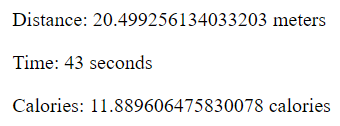 Distance: 20.499256134033203 meters
Time: 43 seconds
Calories: 11.889606475830078 calories